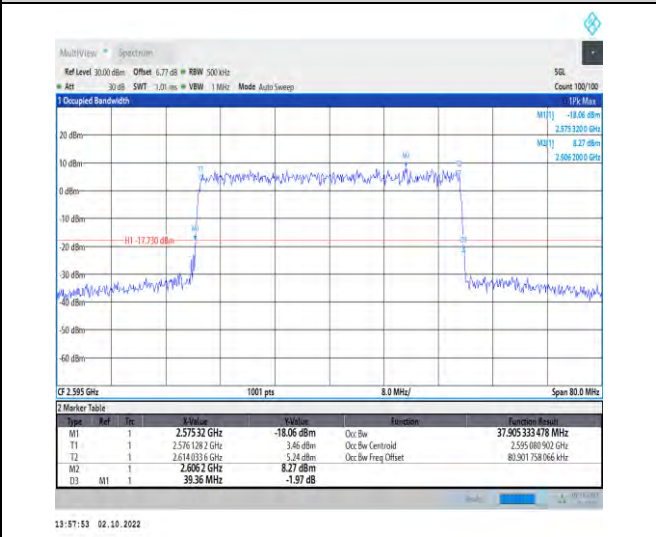 MultiView Spectrum
Ref Level 30.00 dBm Offset 6.77 dB RBW 500 kHz SGL
Att 30 dB SWT 1.01 ms VBW 1 MHz Mode Auto Sweep Count 100/100
1 Occupied Bandwidth 1Pk Max
M1[1] -18.06 dBm
2.575 320 0 GHz
M2[1] 8.27 dBm
2.606 200 0 GHz
20 dBm
10 dBm
0 dBm
-10 dBm
H1 -17.730 dBm
-20 dBm
-30 dBm
-40 dBm
-50 dBm
-60 dBm
CF 2.595 GHz 1001 pts 8.0 MHz/ Span 80.0 MHz
2 Marker Table
Type Ref Trc X-Value Y-Value Function Function Result
M1 1 2.575 32 GHz -18.06 dBm Occ Bw 37.905 333 478 MHz
T1 1 2.576 128 2 GHz 3.46 dBm Occ Bw Centroid 2.595 080 902 GHz
T2 1 2.614 033 6 GHz 5.24 dBm Occ Bw Freq Offset 80.901 758 066 kHz
M2 1 2.606 2 GHz 8.27 dBm
D3 M1 1 39.36 MHz -1.97 dB
13:57:53 02.10.2022